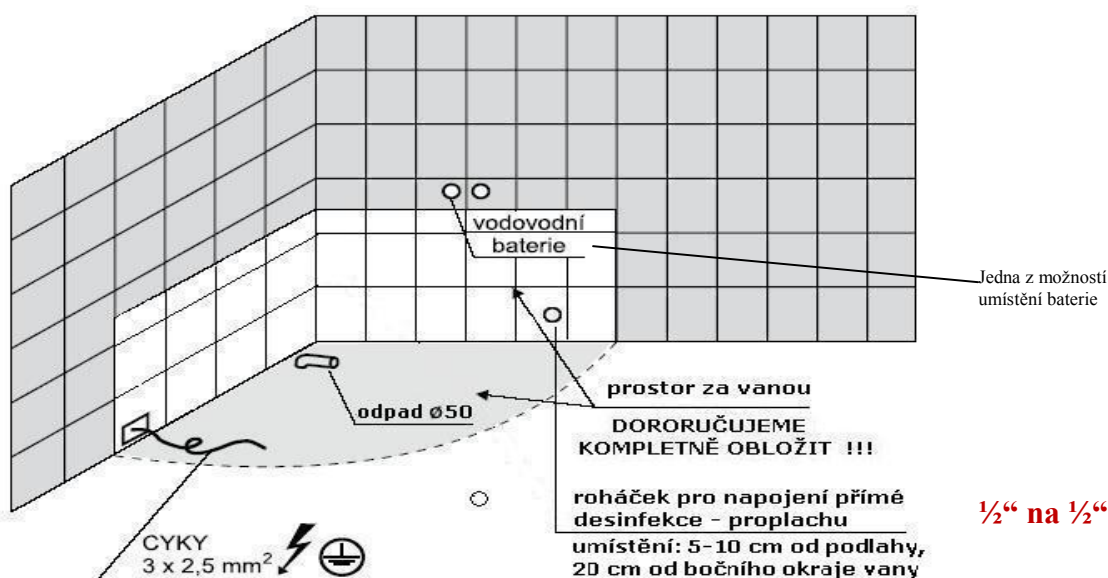 vodovodní
baterie
Jedna z možností
umístění baterie
prostor za vanou
odpad ø50
DORORUČUJEME
KOMPLETNĚ OBLOŽIT !!!
roháček pro napojení přímé
desinfekce - proplachu
½“ na ½“
umístění: 5-10 cm od podlahy,
20 cm od bočního okraje vany
CYKY
3 x 2,5 mm²